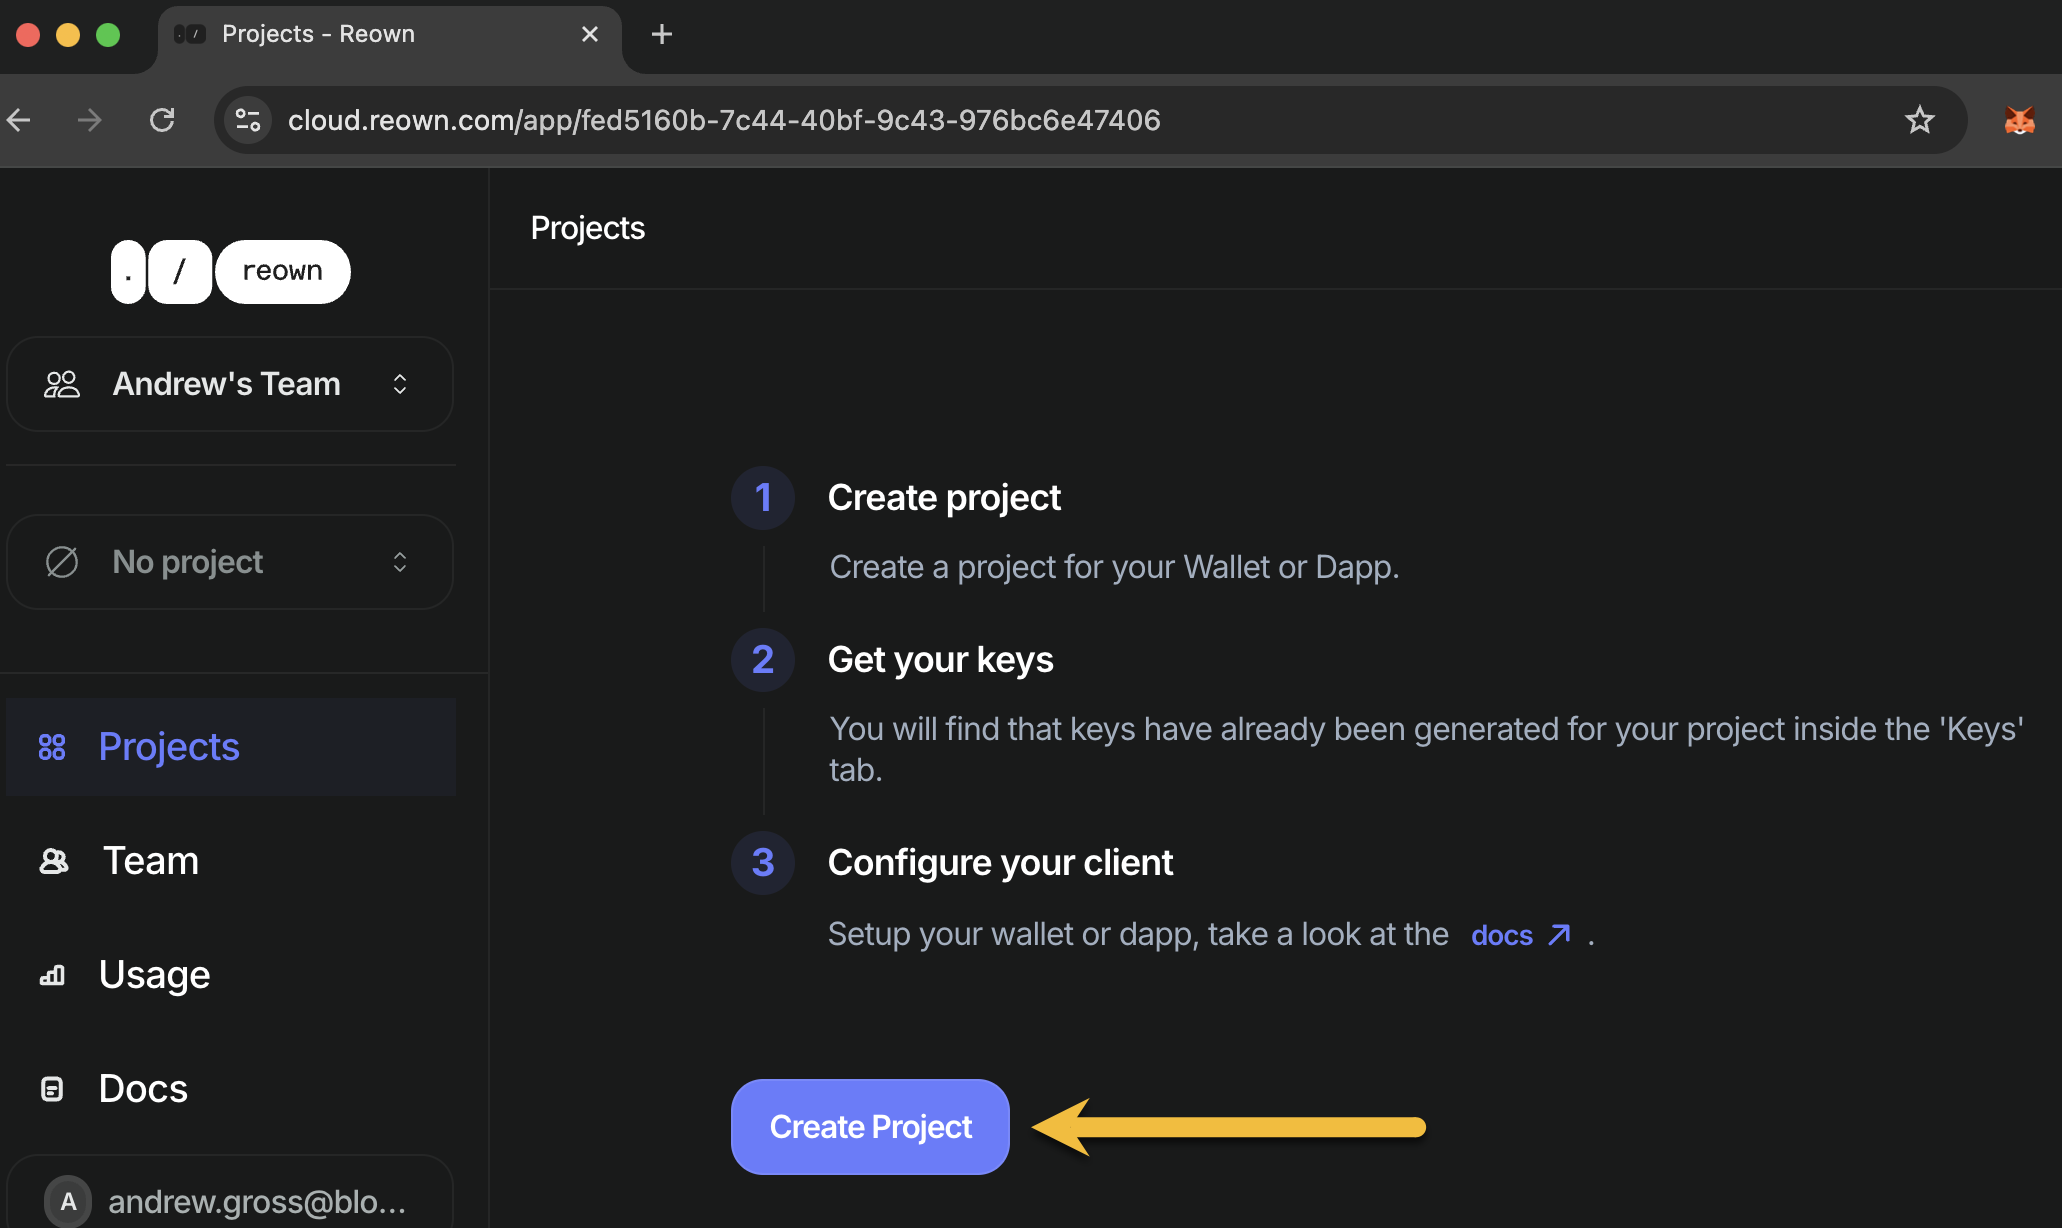 Projects - Reown
cloud.reown.com/app/fed5160b-7c44-40bf-9c43-976bc6e47406
. / reown
Andrew's Team
No project
Projects
Team
Usage
Docs
A andrew.gross@blo...
Projects
1 Create project
Create a project for your Wallet or Dapp.
2 Get your keys
You will find that keys have already been generated for your project inside the 'Keys'
tab.
3 Configure your client
Setup your wallet or dapp, take a look at the docs ↗ .
Create Project